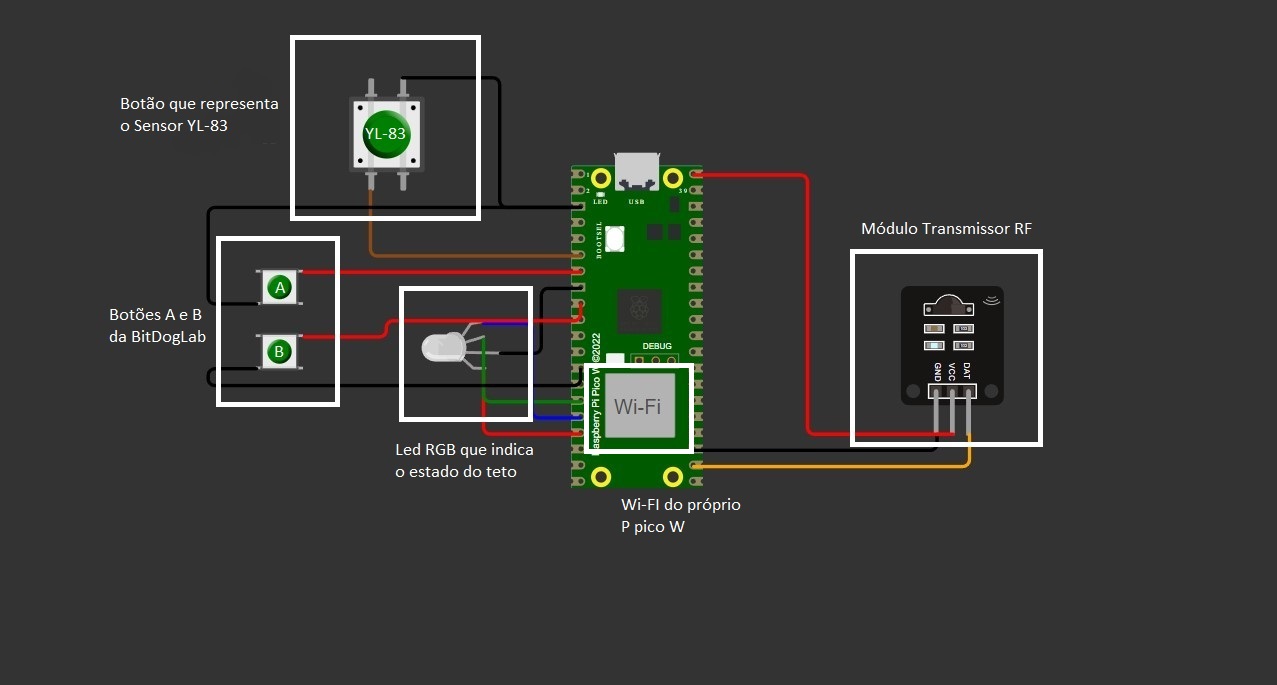 Botão que representa
o Sensor YL-83
YL-83
1
2
39
LED
USB
BOOTSEL
Módulo Transmissor RF
A
B
Botões A e B
da BitDogLab
DEBUG
Raspberry Pi Pico W ©2022
Wi-Fi
103
103
GND
VCC
DAT
Led RGB que indica
o estado do teto
Wi-FI do próprio
P pico W